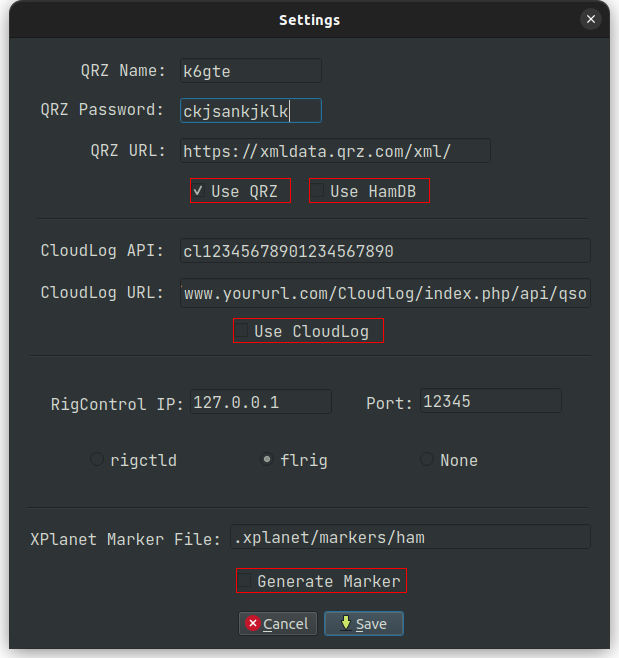 Settings
QRZ Name: k6gte
QRZ Password: ckjsankjklk
QRZ URL: https://xmldata.qrz.com/xml/
Use QRZ Use HamDB
CloudLog API: cl12345678901234567890
CloudLog URL: /www.yoururl.com/Cloudlog/index.php/api/qso
Use CloudLog
RigControl IP: 127.0.0.1 Port: 12345
rigctld flrig None
XPlanet Marker File: .xplanet/markers/ham
Generate Marker
Cancel Save